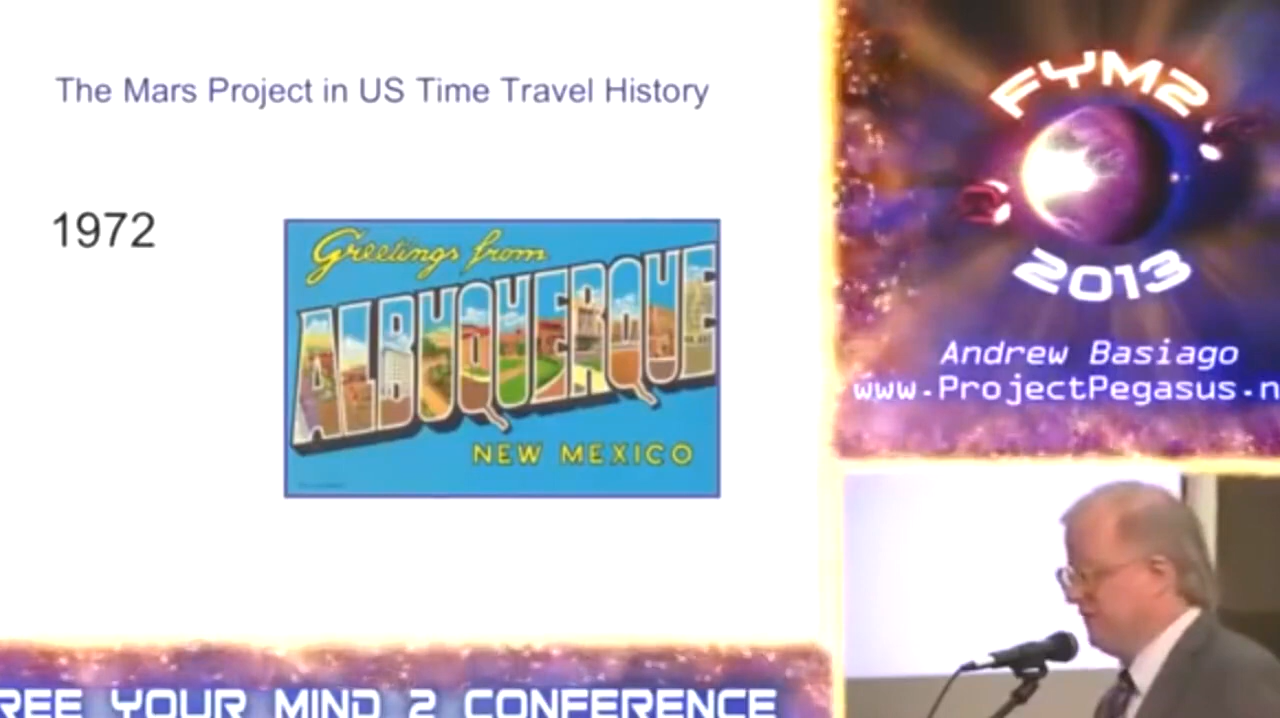 The Mars Project in US Time Travel History
1972
Greetings from
ALBUQUERQUE
NEW MEXICO
FYM2
2013
Andrew Basiago
www.ProjectPegasus.n
REE YOUR MIND 2 CONFERENCE